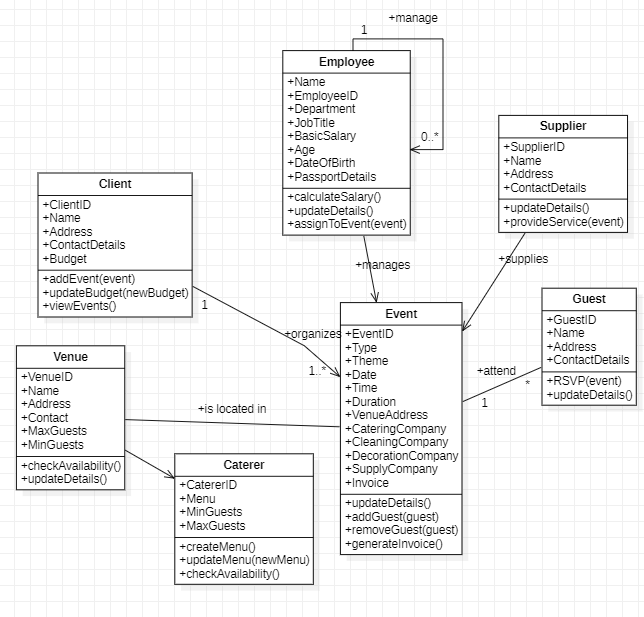 +manage
1
Employee
+Name
+EmployeeID
+Department
+JobTitle
+BasicSalary
+Age
+DateOfBirth
+PassportDetails
+calculateSalary()
+updateDetails()
+assignToEvent(event)
0..*
Supplier
+SupplierID
+Name
+Address
+ContactDetails
+updateDetails()
+provideService(event)
Client
+ClientID
+Name
+Address
+ContactDetails
+Budget
+addEvent(event)
+updateBudget(newBudget)
+viewEvents()
+manages
+supplies
1
+organizes
1..*
Event
+EventID
+Type
+Theme
+Date
+Time
+Duration
+VenueAddress
+CateringCompany
+CleaningCompany
+DecorationCompany
+SupplyCompany
+Invoice
+updateDetails()
+addGuest(guest)
+removeGuest(guest)
+generateInvoice()
Guest
+GuestID
+Name
+Address
+ContactDetails
+RSVP(event)
+updateDetails()
+attend
*
1
Venue
+VenueID
+Name
+Address
+Contact
+MaxGuests
+MinGuests
+checkAvailability()
+updateDetails()
+is located in
Caterer
+CatererID
+Menu
+MinGuests
+MaxGuests
+createMenu()
+updateMenu(newMenu)
+checkAvailability()